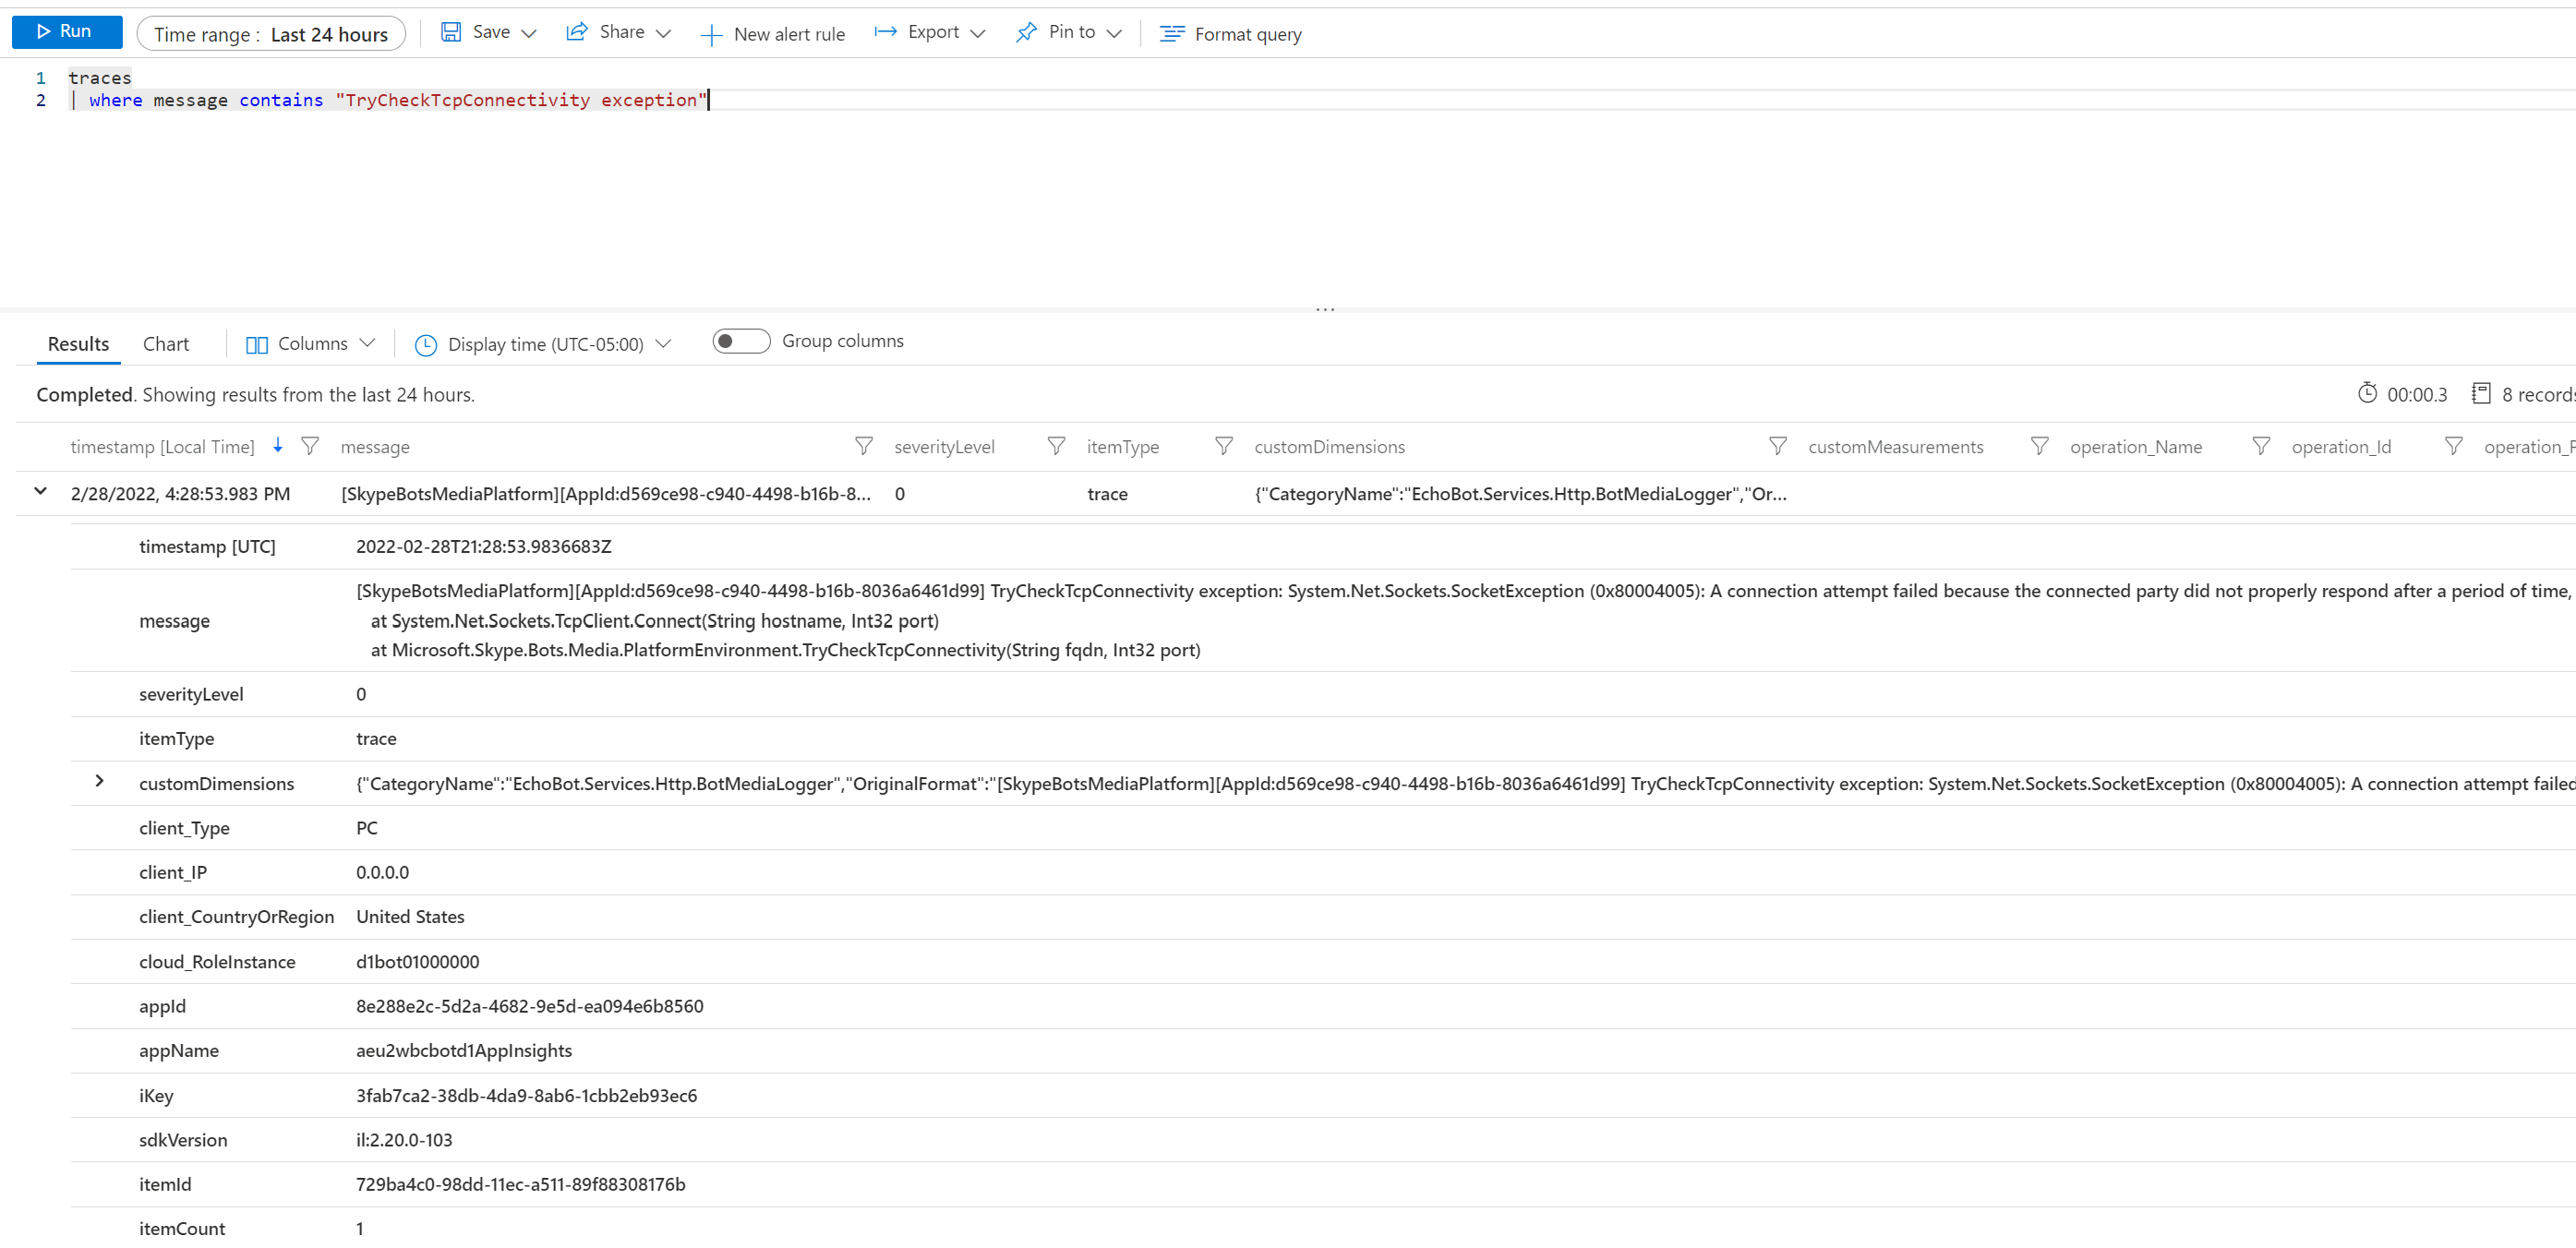 Run
Time range : Last 24 hours
Save
Share
New alert rule
Export
Pin to
Format query
1 traces
2 | where message contains "TryCheckTcpConnectivity exception"
...
Results
Chart
Columns
Display time (UTC-05:00)
Group columns
Completed. Showing results from the last 24 hours.
00:00.3
8 records
timestamp [Local Time] message severityLevel itemType customDimensions customMeasurements operation_Name operation_Id operation_P
2/28/2022, 4:28:53.983 PM [SkypeBotsMediaPlatform][AppId:d569ce98-c940-4498-b16b-8... 0 trace {"CategoryName":"EchoBot.Services.Http.BotMediaLogger","Or...
timestamp [UTC] 2022-02-28T21:28:53.9836683Z
message [SkypeBotsMediaPlatform][AppId:d569ce98-c940-4498-b16b-8036a6461d99] TryCheckTcpConnectivity exception: System.Net.Sockets.SocketException (0x80004005): A connection attempt failed because the connected party did not properly respond after a period of time,
at System.Net.Sockets.TcpClient.Connect(String hostname, Int32 port)
at Microsoft.Skype.Bots.Media.PlatformEnvironment.TryCheckTcpConnectivity(String fqdn, Int32 port)
severityLevel 0
itemType trace
customDimensions {"CategoryName":"EchoBot.Services.Http.BotMediaLogger","OriginalFormat":"[SkypeBotsMediaPlatform][AppId:d569ce98-c940-4498-b16b-8036a6461d99] TryCheckTcpConnectivity exception: System.Net.Sockets.SocketException (0x80004005): A connection attempt failed
client_Type PC
client_IP 0.0.0.0
client_CountryOrRegion United States
cloud_RoleInstance d1bot01000000
appId 8e288e2c-5d2a-4682-9e5d-ea094e6b8560
appName aeu2wbcbotd1AppInsights
iKey 3fab7ca2-38db-4da9-8ab6-1cbb2eb93ec6
sdkVersion il:2.20.0-103
itemId 729ba4c0-98dd-11ec-a511-89f88308176b
itemCount 1